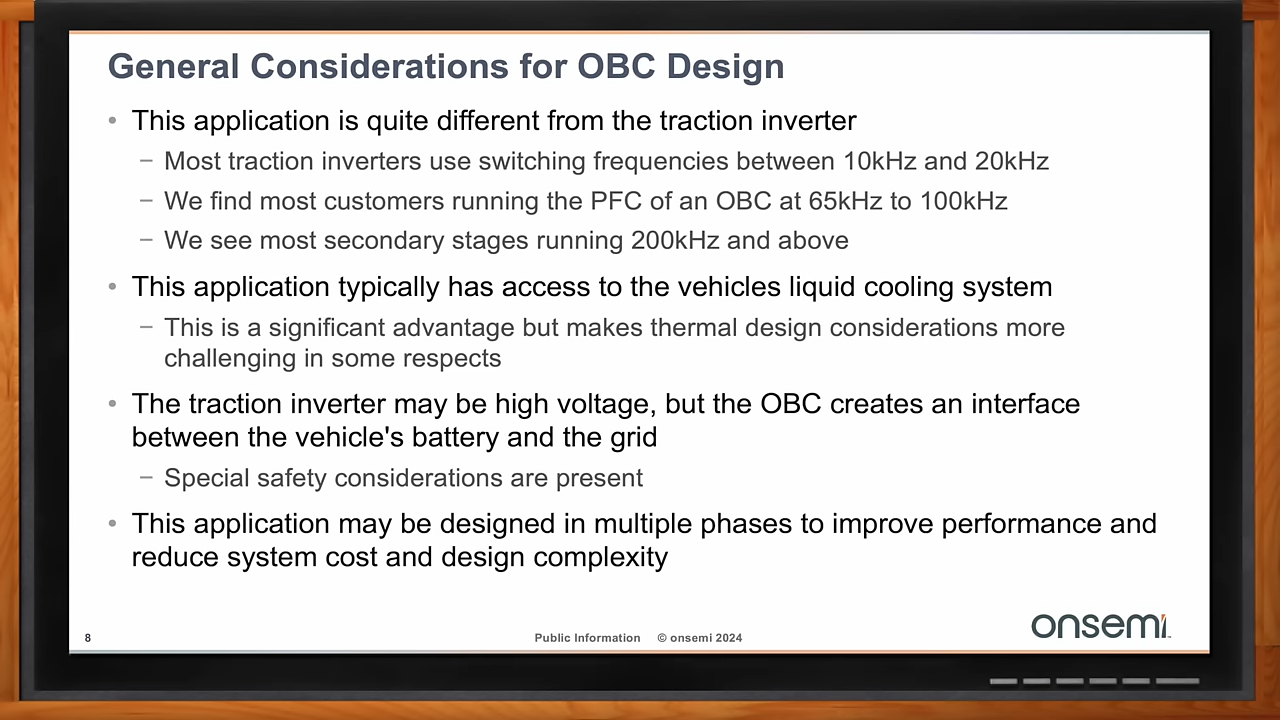 General Considerations for OBC Design
• This application is quite different from the traction inverter
− Most traction inverters use switching frequencies between 10kHz and 20kHz
− We find most customers running the PFC of an OBC at 65kHz to 100kHz
− We see most secondary stages running 200kHz and above
• This application typically has access to the vehicles liquid cooling system
− This is a significant advantage but makes thermal design considerations more
challenging in some respects
• The traction inverter may be high voltage, but the OBC creates an interface
between the vehicle's battery and the grid
− Special safety considerations are present
• This application may be designed in multiple phases to improve performance and
reduce system cost and design complexity
onsemi
8 Public Information © onsemi 2024